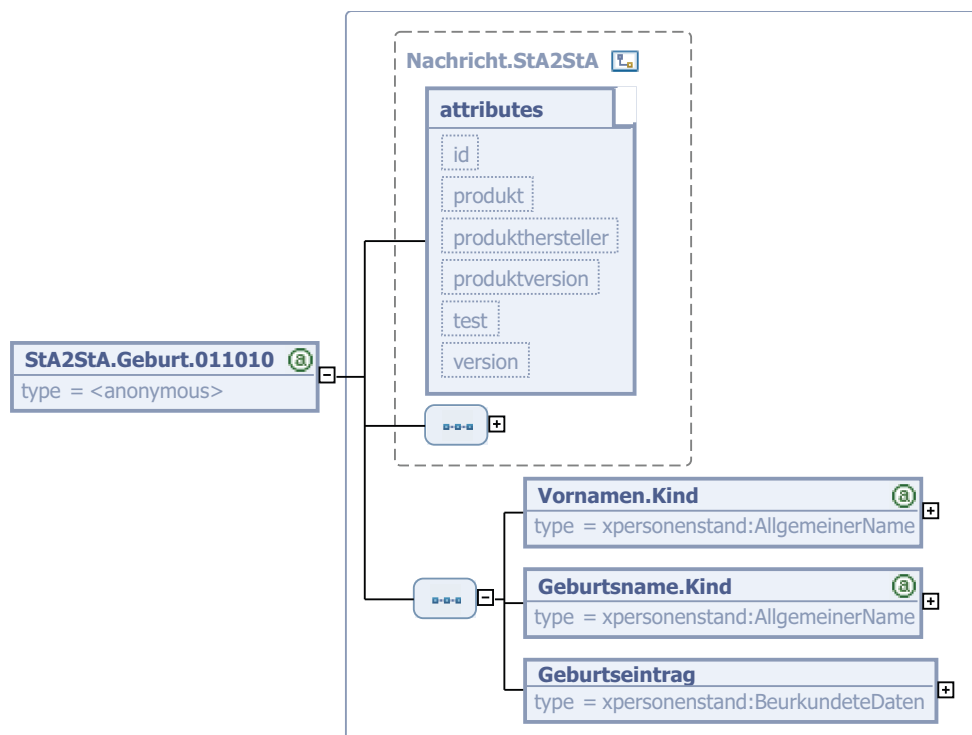 Nachricht.StA2StA
attributes
id
produkt
produkthersteller
produktversion
test
version
StA2StA.Geburt.011010 a
type = <anonymous>
Vornamen.Kind a
type = xpersonenstand:AllgemeinerName
Geburtsname.Kind a
type = xpersonenstand:AllgemeinerName
Geburtseintrag
type = xpersonenstand:BeurkundeteDaten